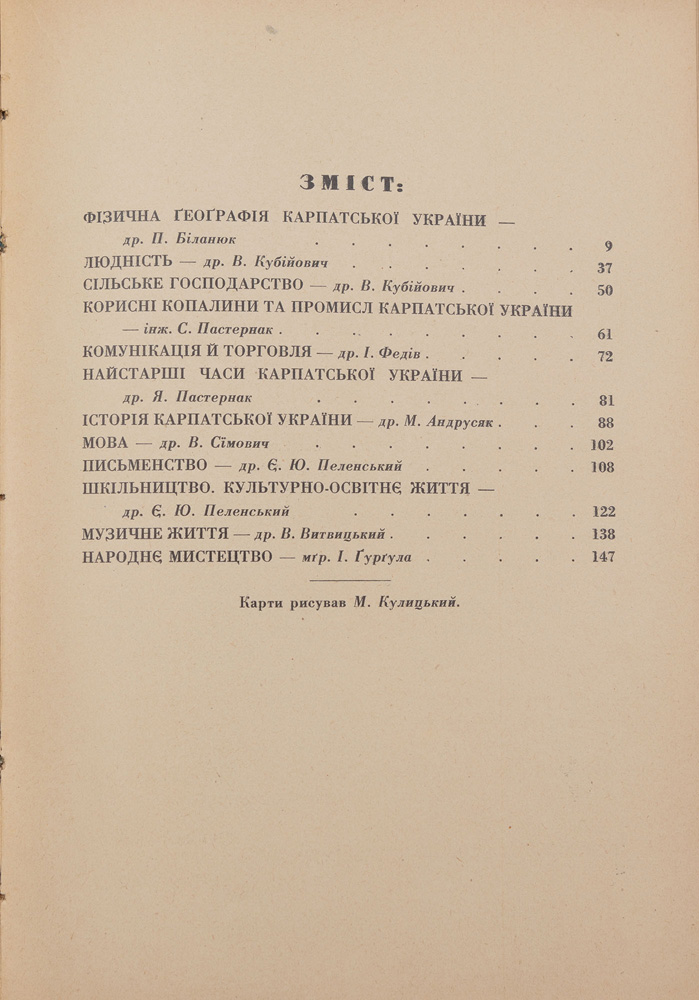 ЗМІСТ:
ФІЗИЧНА ҐЕОҐРАФІЯ КАРПАТСЬКОЇ УКРАЇНИ —
др. П. Біланюк . . . . . . . 9
ЛЮДНІСТЬ — др. В. Кубійович . . . . . . 37
СІЛЬСЬКЕ ГОСПОДАРСТВО — др. В. Кубійович . . . . 50
КОРИСНІ КОПАЛИНИ ТА ПРОМИСЛ КАРПАТСЬКОЇ УКРАЇНИ
— інж. С. Пастернак . . . . . . . . 61
КОМУНІКАЦІЯ Й ТОРГОВЛЯ — др. І. Федів . . . . . 72
НАЙСТАРШІ ЧАСИ КАРПАТСЬКОЇ УКРАЇНИ —
др. Я. Пастернак . . . . . . . 81
ІСТОРІЯ КАРПАТСЬКОЇ УКРАЇНИ — др. М. Андрусяк . . . 88
МОВА — др. В. Сїмович . . . . . . . 102
ПИСЬМЕНСТВО — др. Є. Ю. Пеленський . . . . . 108
ШКІЛЬНИЦТВО. КУЛЬТУРНО-ОСВІТНЄ ЖИТТЯ —
др. Є. Ю. Пеленський . . . . . . . 122
МУЗИЧНЕ ЖИТТЯ — др. В. Витвицький . . . . . . 138
НАРОДНЄ МИСТЕЦТВО — мґр. І. Ґурґула . . . . . 147
Карти рисував М. Кулицький.